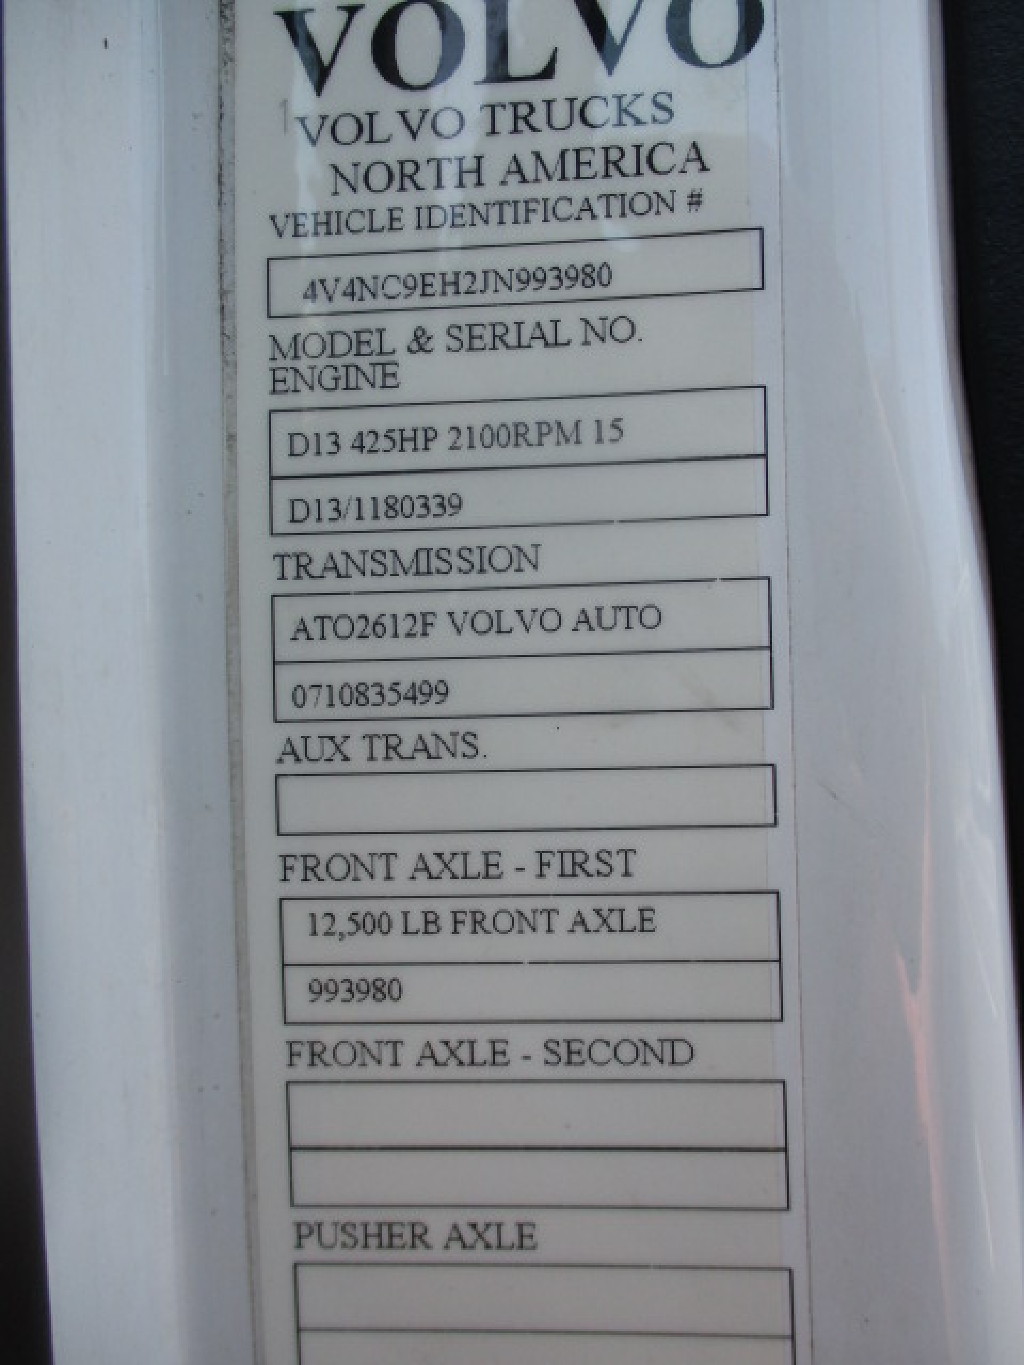 VOLVO
VOLVO TRUCKS
NORTH AMERICA
VEHICLE IDENTIFICATION #
4V4NC9EH2JN993980
MODEL & SERIAL NO.
ENGINE
D13 425HP 2100RPM 15
D13/1180339
TRANSMISSION
ATO2612F VOLVO AUTO
0710835499
AUX TRANS.
FRONT AXLE - FIRST
12,500 LB FRONT AXLE
993980
FRONT AXLE - SECOND
PUSHER AXLE